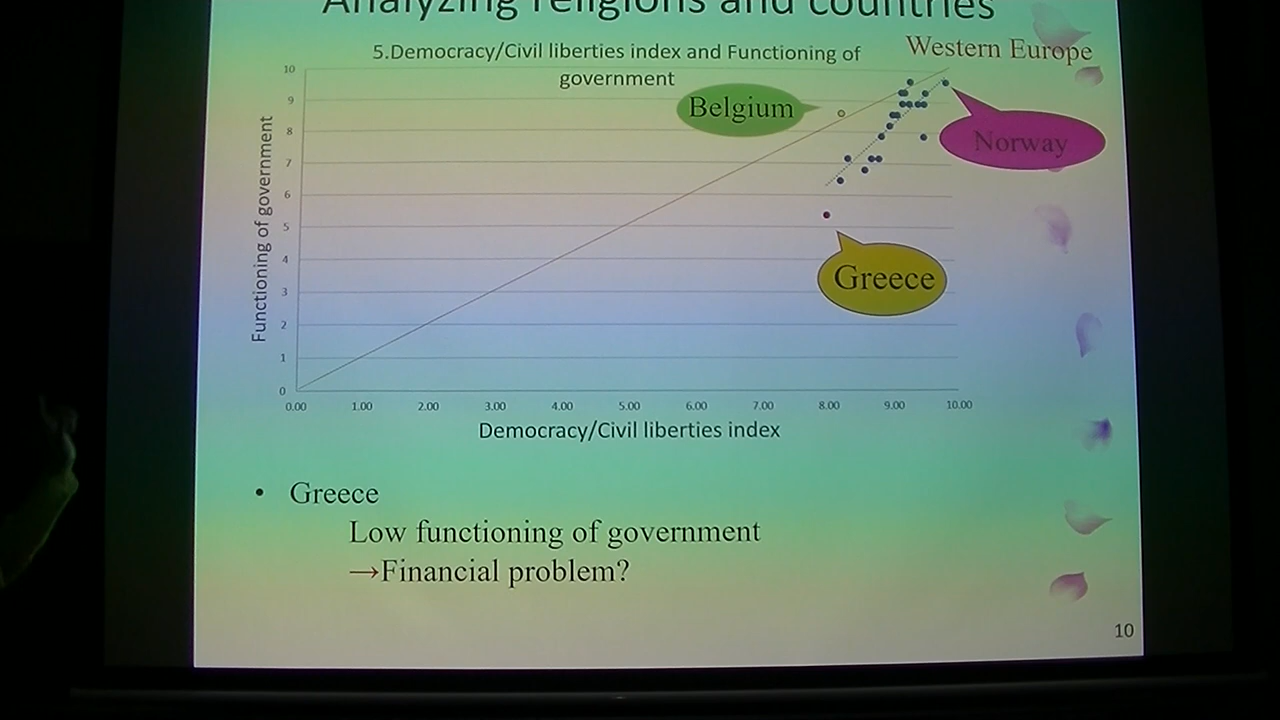 Analyzing religions and countries
5.Democracy/Civil liberties index and Functioning of
government
Western Europe
Belgium
Norway
Greece
Functioning of government
10
9
8
7
6
5
4
3
2
1
0
0.00 1.00 2.00 3.00 4.00 5.00 6.00 7.00 8.00 9.00 10.00
Democracy/Civil liberties index
• Greece
Low functioning of government
→Financial problem?
10